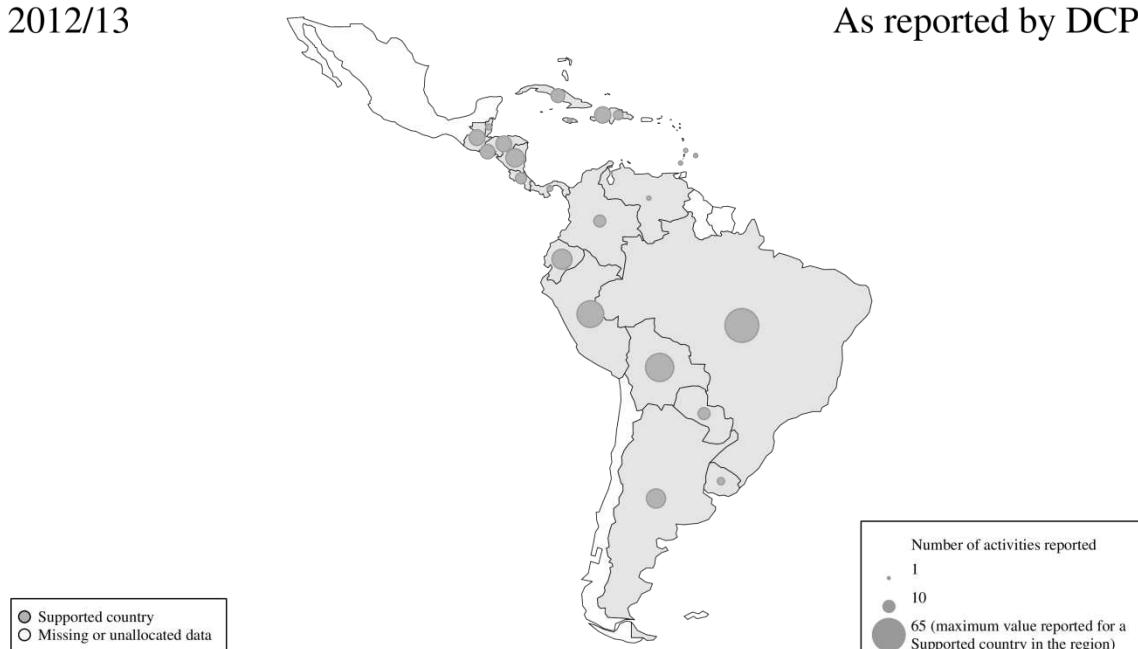 2012/13
As reported by DCP
Number of activities reported
1
10
65 (maximum value reported for a
Supported country in the region)
Supported country
Missing or unallocated data